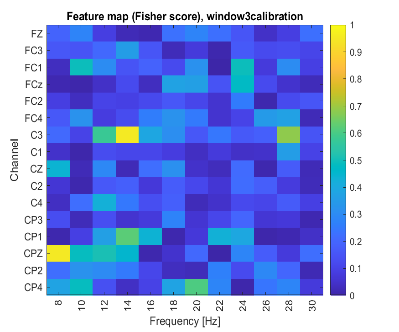 Feature map (Fisher score), window3calibration
Channel
FZ
FC3
FC1
FCz
FC2
FC4
C3
C1
CZ
C2
C4
CP3
CP1
CPZ
CP2
CP4
8 10 12 14 16 18 20 22 24 26 28 30
Frequency [Hz]
1
0.9
0.8
0.7
0.6
0.5
0.4
0.3
0.2
0.1
0